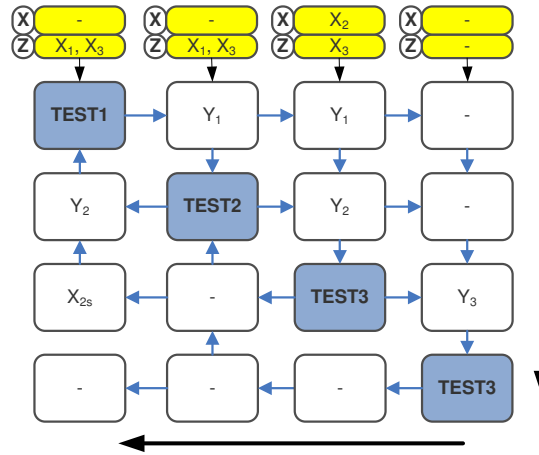 X - X - X X₂ X -
Z X₁, X₃ Z X₁, X₃ Z X₃ Z -
TEST1 Y₁ Y₁ -
Y₂ TEST2 Y₂ -
X₂ₛ - TEST3 Y₃
- - - TEST3